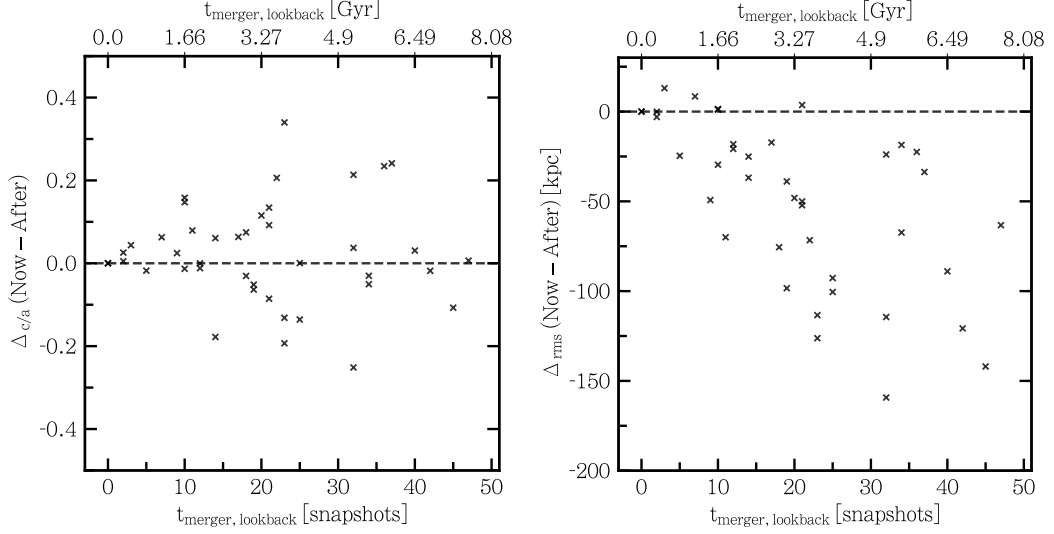 t_merger, lookback [Gyr]
0.0 1.66 3.27 4.9 6.49 8.08
0.4
0.2
0.0
-0.2
-0.4
Δ_c/a (Now − After)
0 10 20 30 40 50
t_merger, lookback [snapshots]
t_merger, lookback [Gyr]
0.0 1.66 3.27 4.9 6.49 8.08
0
-50
-100
-150
-200
Δ_rms (Now − After) [kpc]
0 10 20 30 40 50
t_merger, lookback [snapshots]